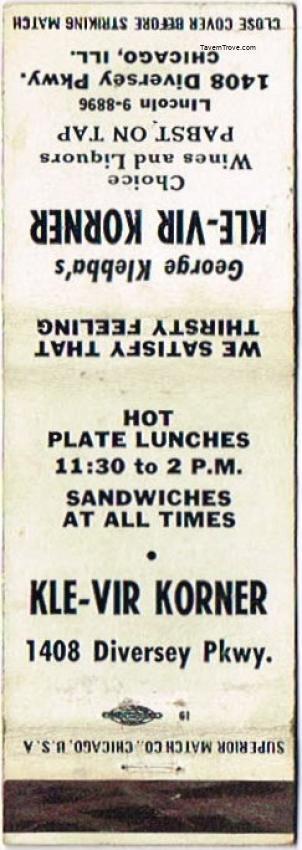 TavernTrove.com
CLOSE COVER BEFORE STRIKING MATCH
CHICAGO, ILL.
1408 Diversey Pkwy.
LIncoln 9-8896
PABST ON TAP
Wines and Liquors
Choice
KLE-VIR KORNER
George Klebba's
THIRSTY FEELING
WE SATISFY THAT
HOT
PLATE LUNCHES
11:30 to 2 P.M.
SANDWICHES
AT ALL TIMES
•
KLE-VIR KORNER
1408 Diversey Pkwy.
19
SUPERIOR MATCH CO., CHICAGO, U.S.A